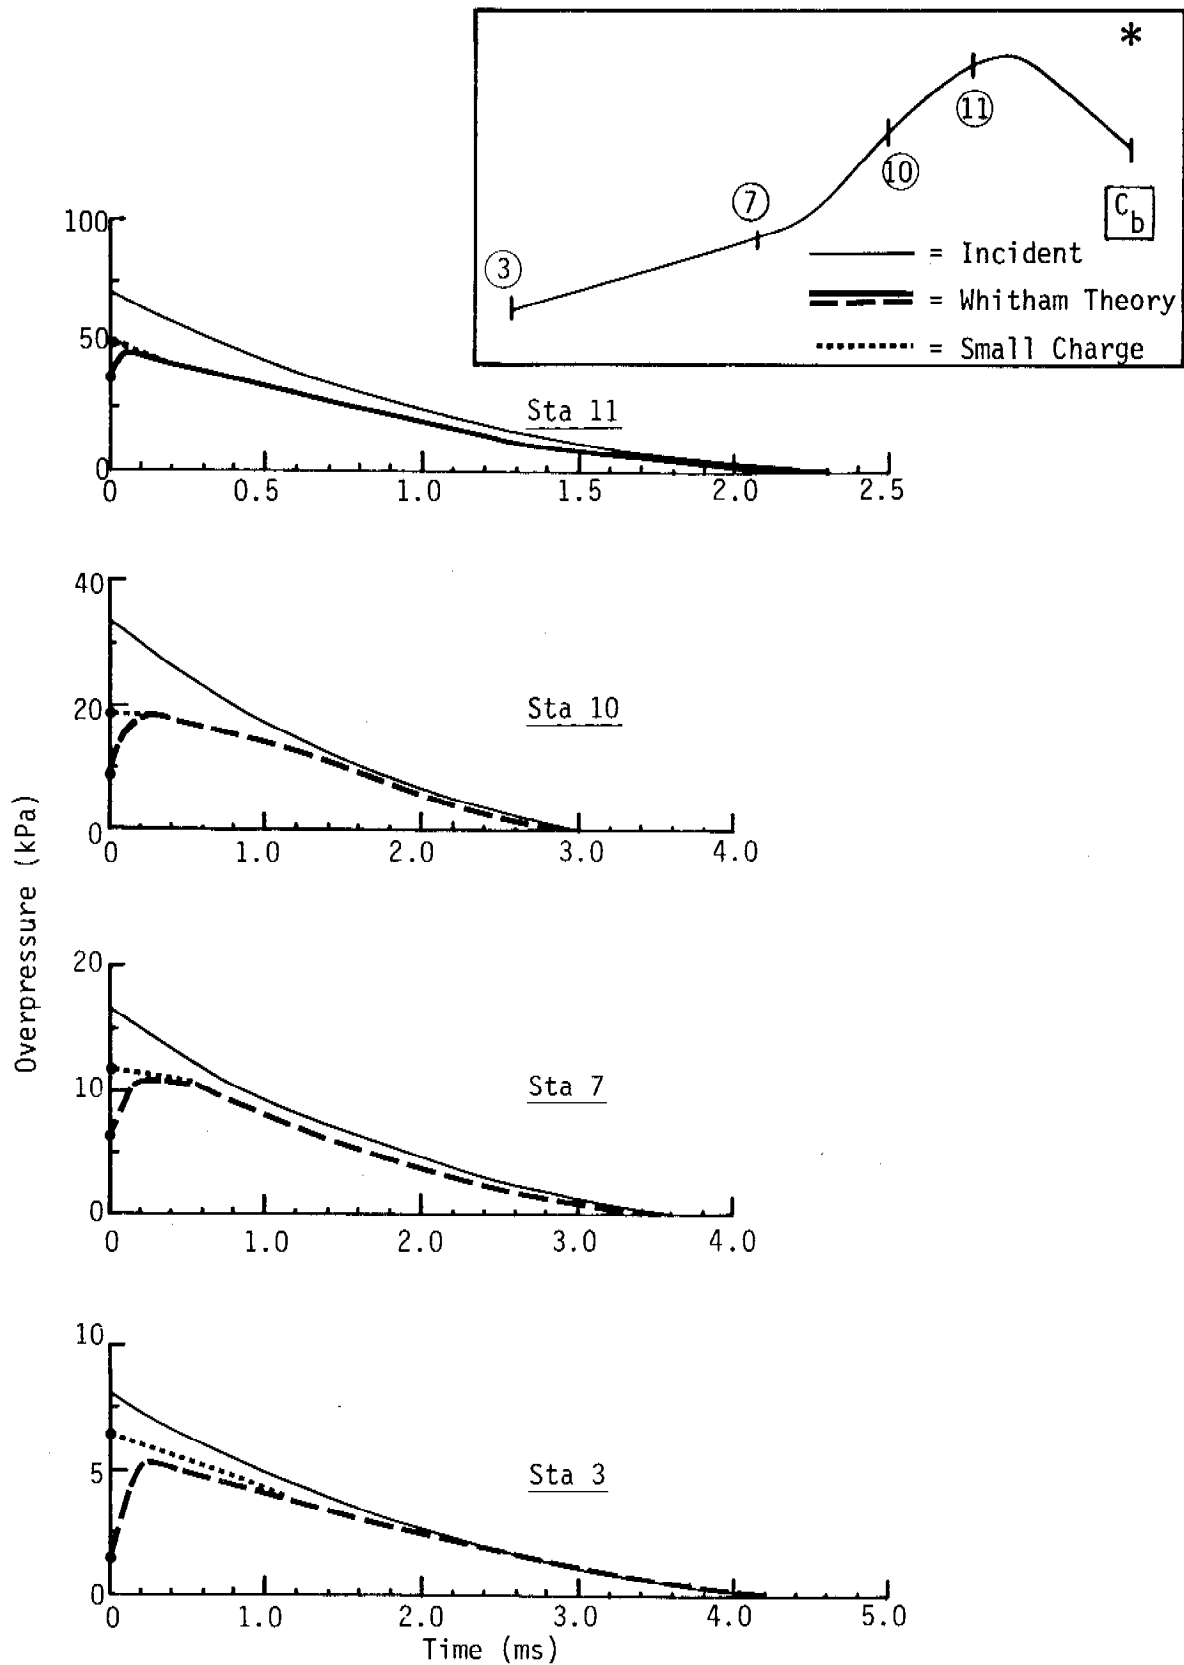 *
11
10
7
3
C_b
= Incident
= Whitham Theory
= Small Charge
100
50
0
Sta 11
0 0.5 1.0 1.5 2.0 2.5
40
20
0
Sta 10
0 1.0 2.0 3.0 4.0
Overpressure (kPa)
20
10
0
Sta 7
0 1.0 2.0 3.0 4.0
10
5
0
Sta 3
0 1.0 2.0 3.0 4.0 5.0
Time (ms)